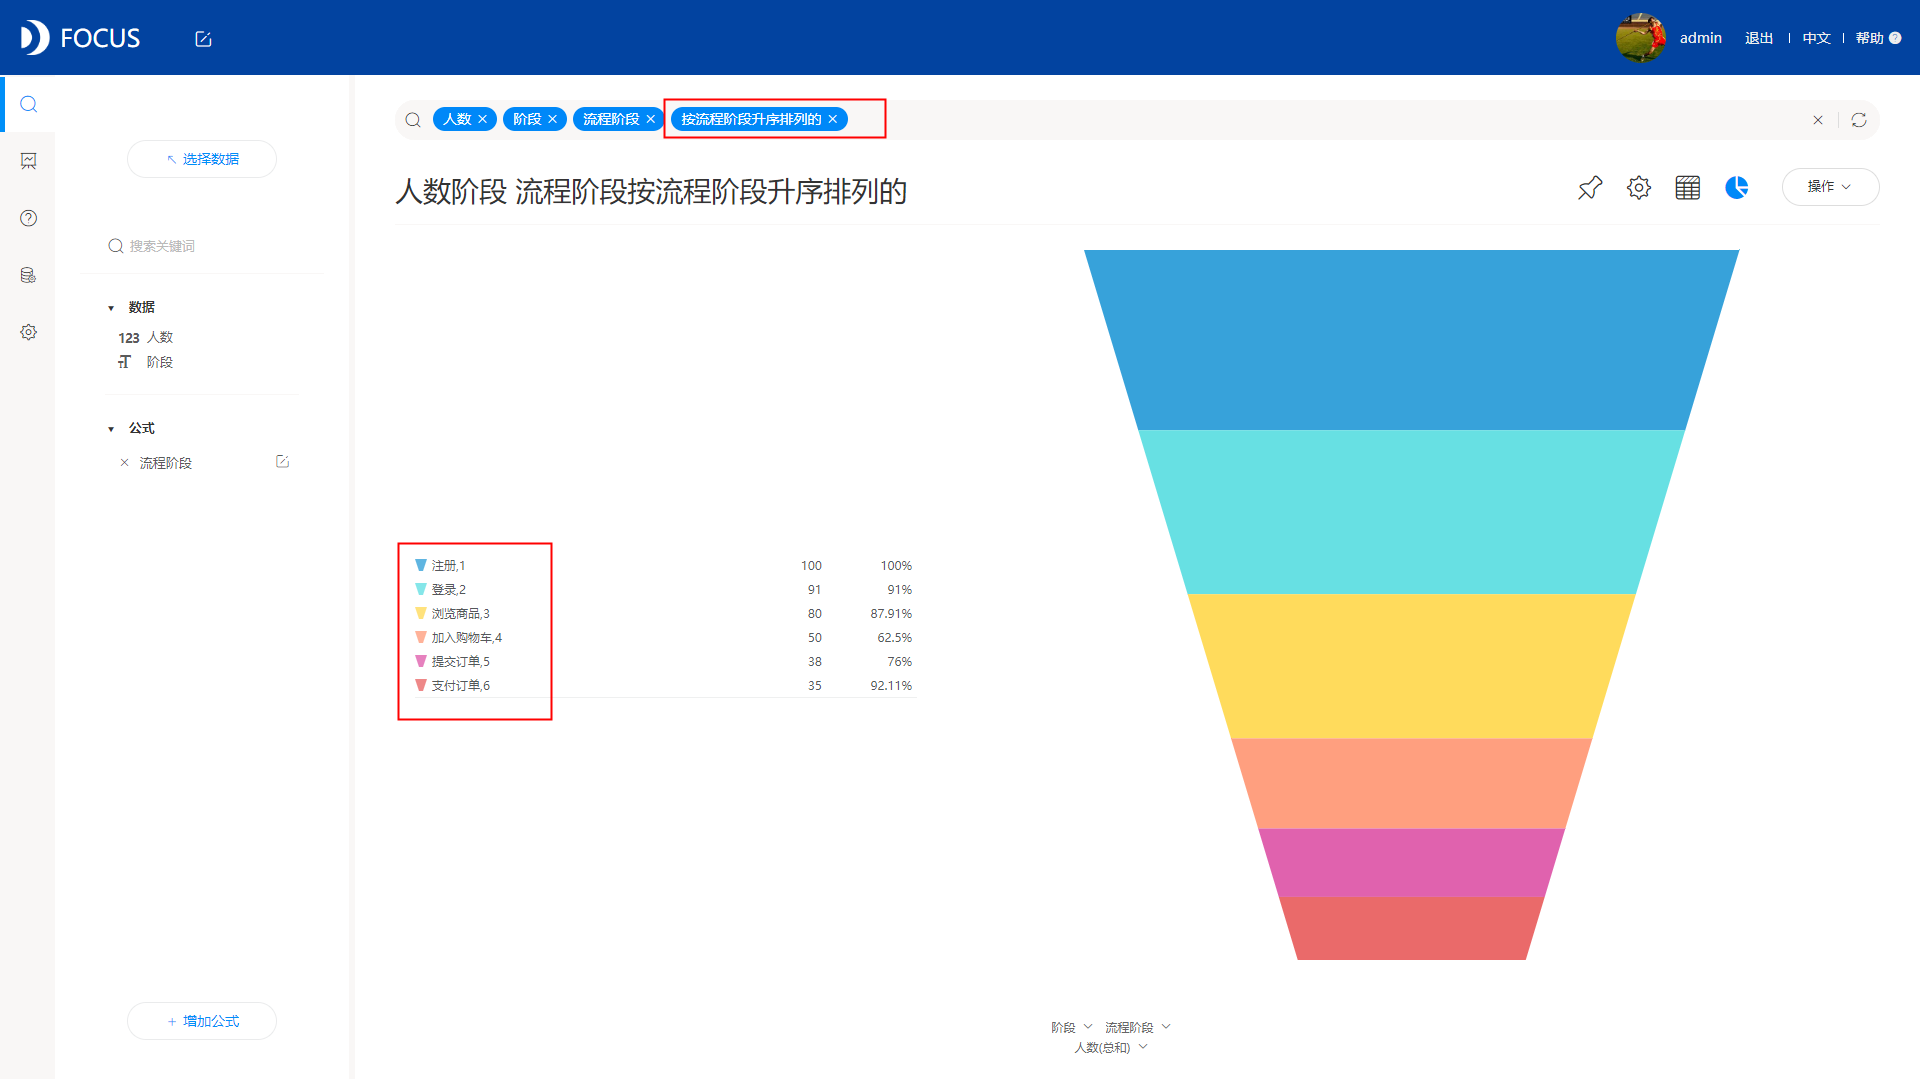 FOCUS
admin 退出 中文 帮助 ?
选择数据
搜索关键词
数据
123 人数
T 阶段
公式
流程阶段
+ 增加公式
人数 × 阶段 × 流程阶段 × 按流程阶段升序排列的 ×
人数阶段 流程阶段按流程阶段升序排列的
操作
注册,1 100 100%
登录,2 91 91%
浏览商品,3 80 87.91%
加入购物车,4 50 62.5%
提交订单,5 38 76%
支付订单,6 35 92.11%
阶段 流程阶段
人数(总和)